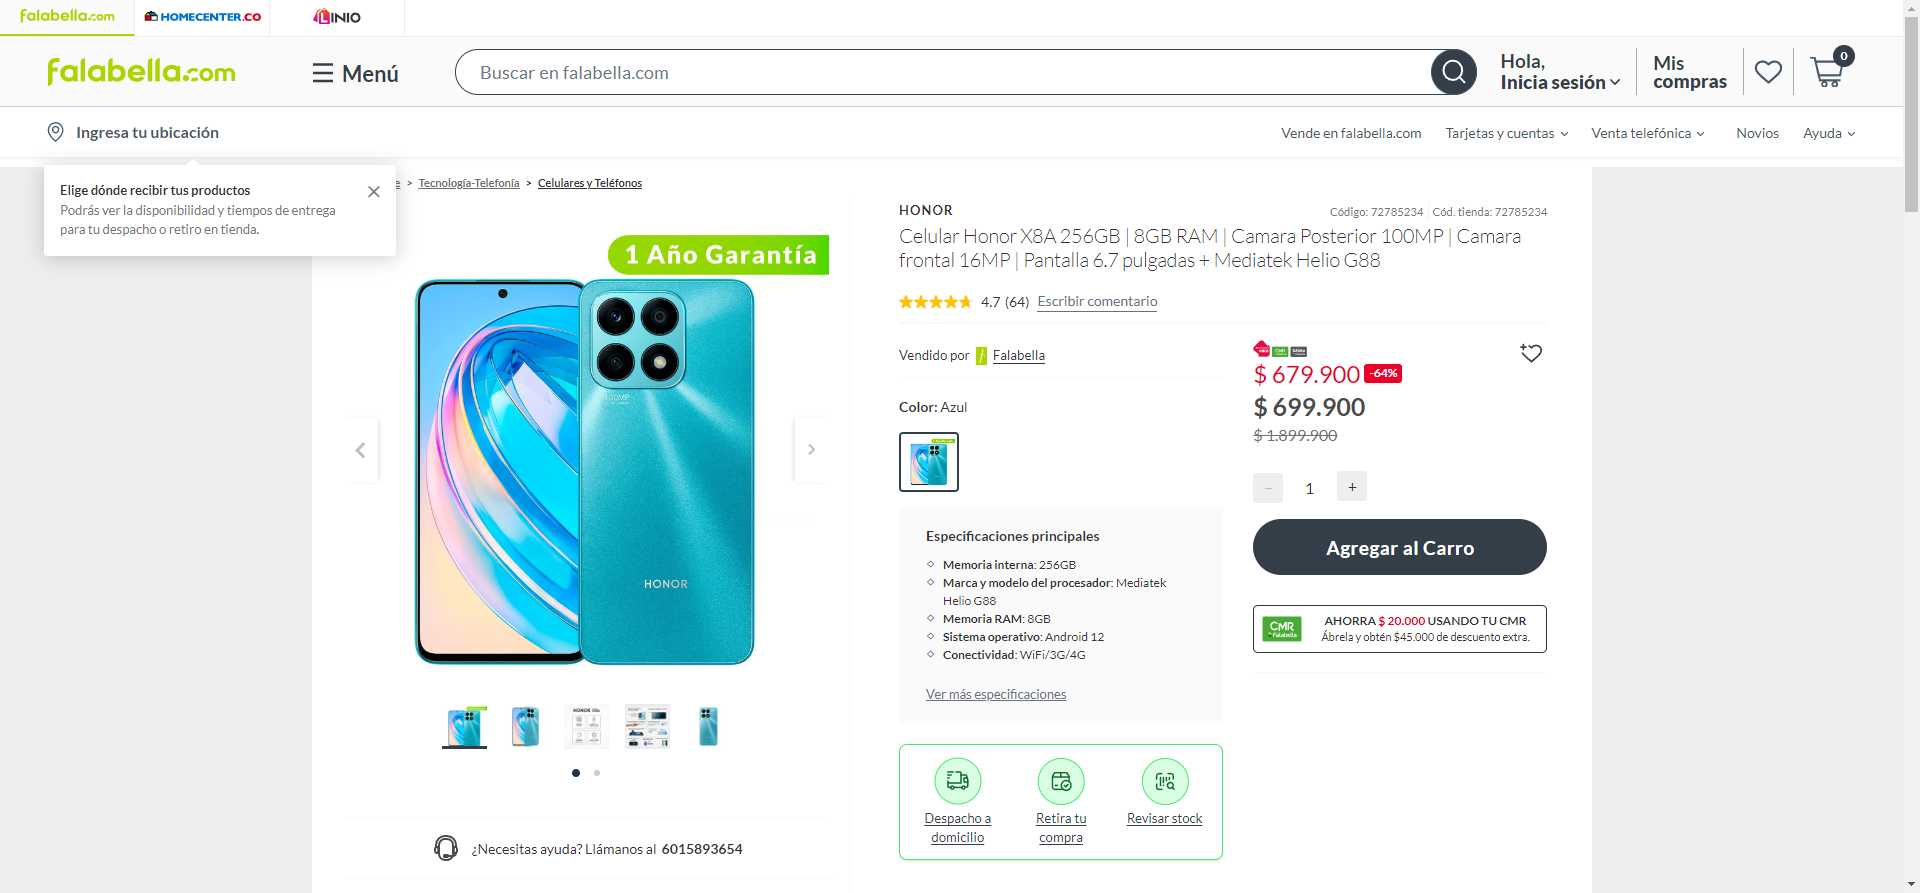 falabella.com
HOMECENTER.CO
LINIO
falabella.com
Menú
Buscar en falabella.com
Hola,
Inicia sesión
Mis
compras
0
Ingresa tu ubicación
Vende en falabella.com
Tarjetas y cuentas
Venta telefónica
Novios
Ayuda
Elige dónde recibir tus productos
Podrás ver la disponibilidad y tiempos de entrega
para tu despacho o retiro en tienda.
e > Tecnología-Telefonía > Celulares y Teléfonos
1 Año Garantía
100MP
HONOR
¿Necesitas ayuda? Llámanos al 6015893654
HONOR
Código: 72785234 Cód. tienda: 72785234
Celular Honor X8A 256GB | 8GB RAM | Camara Posterior 100MP | Camara
frontal 16MP | Pantalla 6.7 pulgadas + Mediatek Helio G88
4.7 (64) Escribir comentario
Vendido por Falabella
Color: Azul
Especificaciones principales
Memoria interna: 256GB
Marca y modelo del procesador: Mediatek
Helio G88
Memoria RAM: 8GB
Sistema operativo: Android 12
Conectividad: WiFi/3G/4G
Ver más especificaciones
Despacho a
domicilio
Retira tu
compra
Revisar stock
CMR
$ 679.900 -64%
$ 699.900
$ 1.899.900
− 1 +
Agregar al Carro
CMR
falabella
AHORRA $ 20.000 USANDO TU CMR
Ábrela y obtén $45.000 de descuento extra.